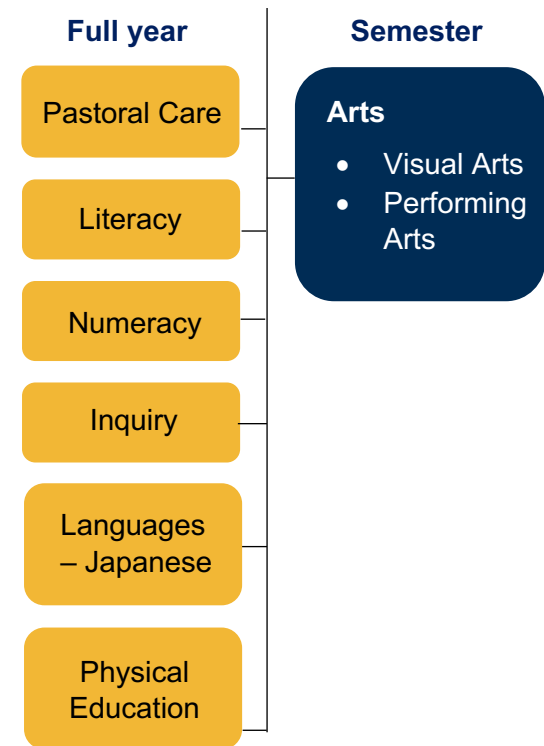 Full year
Pastoral Care
Literacy
Numeracy
Inquiry
Languages
– Japanese
Physical
Education
Semester
Arts
• Visual Arts
• Performing
Arts